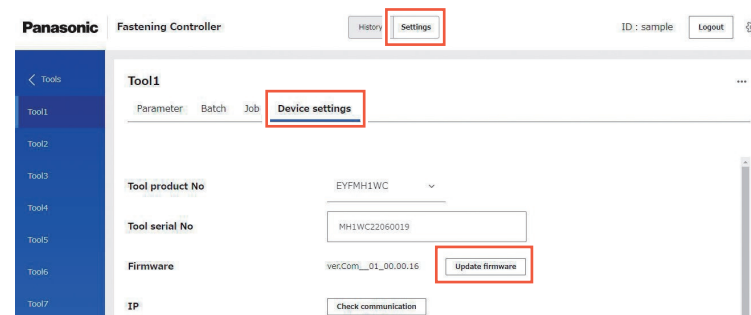 Panasonic Fastening Controller History Settings ID : sample Logout
Tools
Tool1
Tool2
Tool3
Tool4
Tool5
Tool6
Tool7
Tool1
...
Parameter Batch Job Device settings
Tool product No EYFMH1WC
Tool serial No MH1WC22060019
Firmware ver.Com__01_00.00.16 Update firmware
IP Check communication